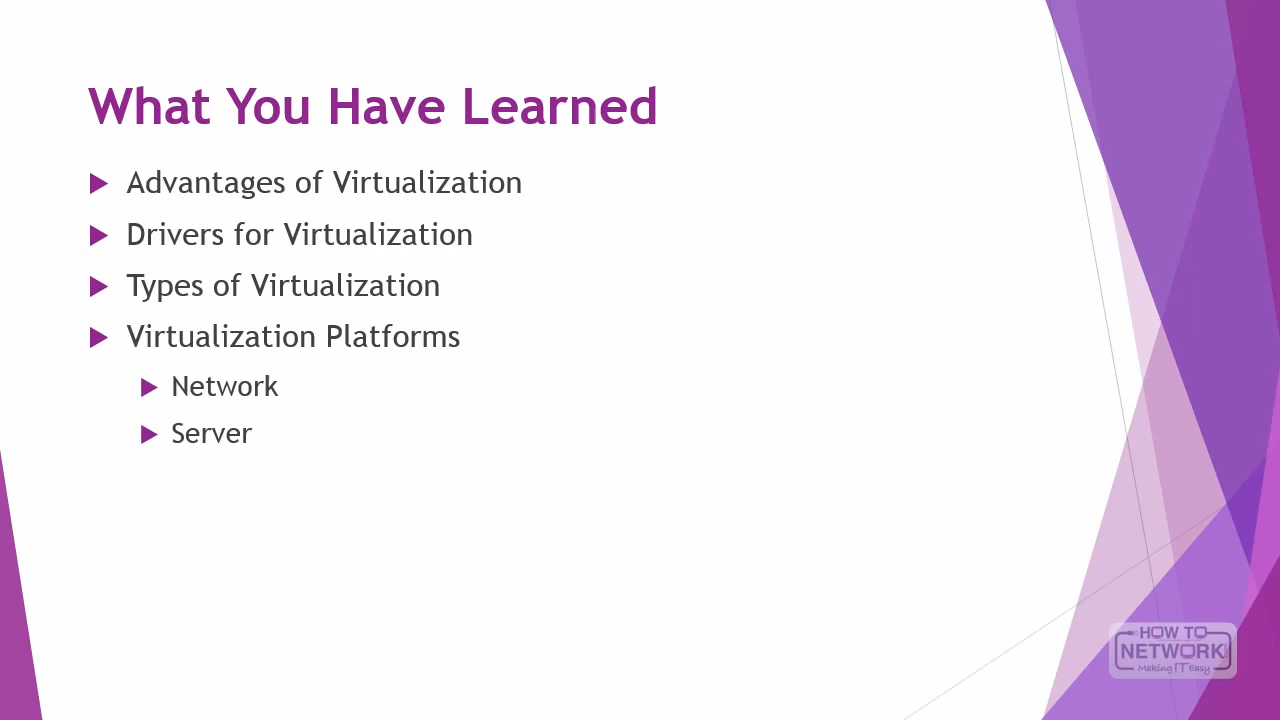 What You Have Learned
Advantages of Virtualization
Drivers for Virtualization
Types of Virtualization
Virtualization Platforms
Network
Server
HOW TO
NETWORK
Making IT Easy